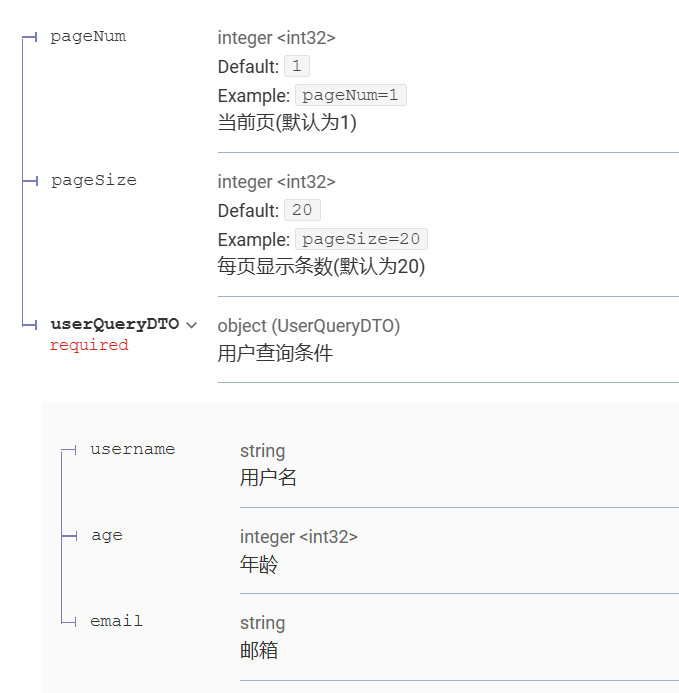 pageNum integer <int32>
Default: 1
Example: pageNum=1
当前页(默认为1)
pageSize integer <int32>
Default: 20
Example: pageSize=20
每页显示条数(默认为20)
userQueryDTO object (UserQueryDTO)
required 用户查询条件
username string
用户名
age integer <int32>
年龄
email string
邮箱